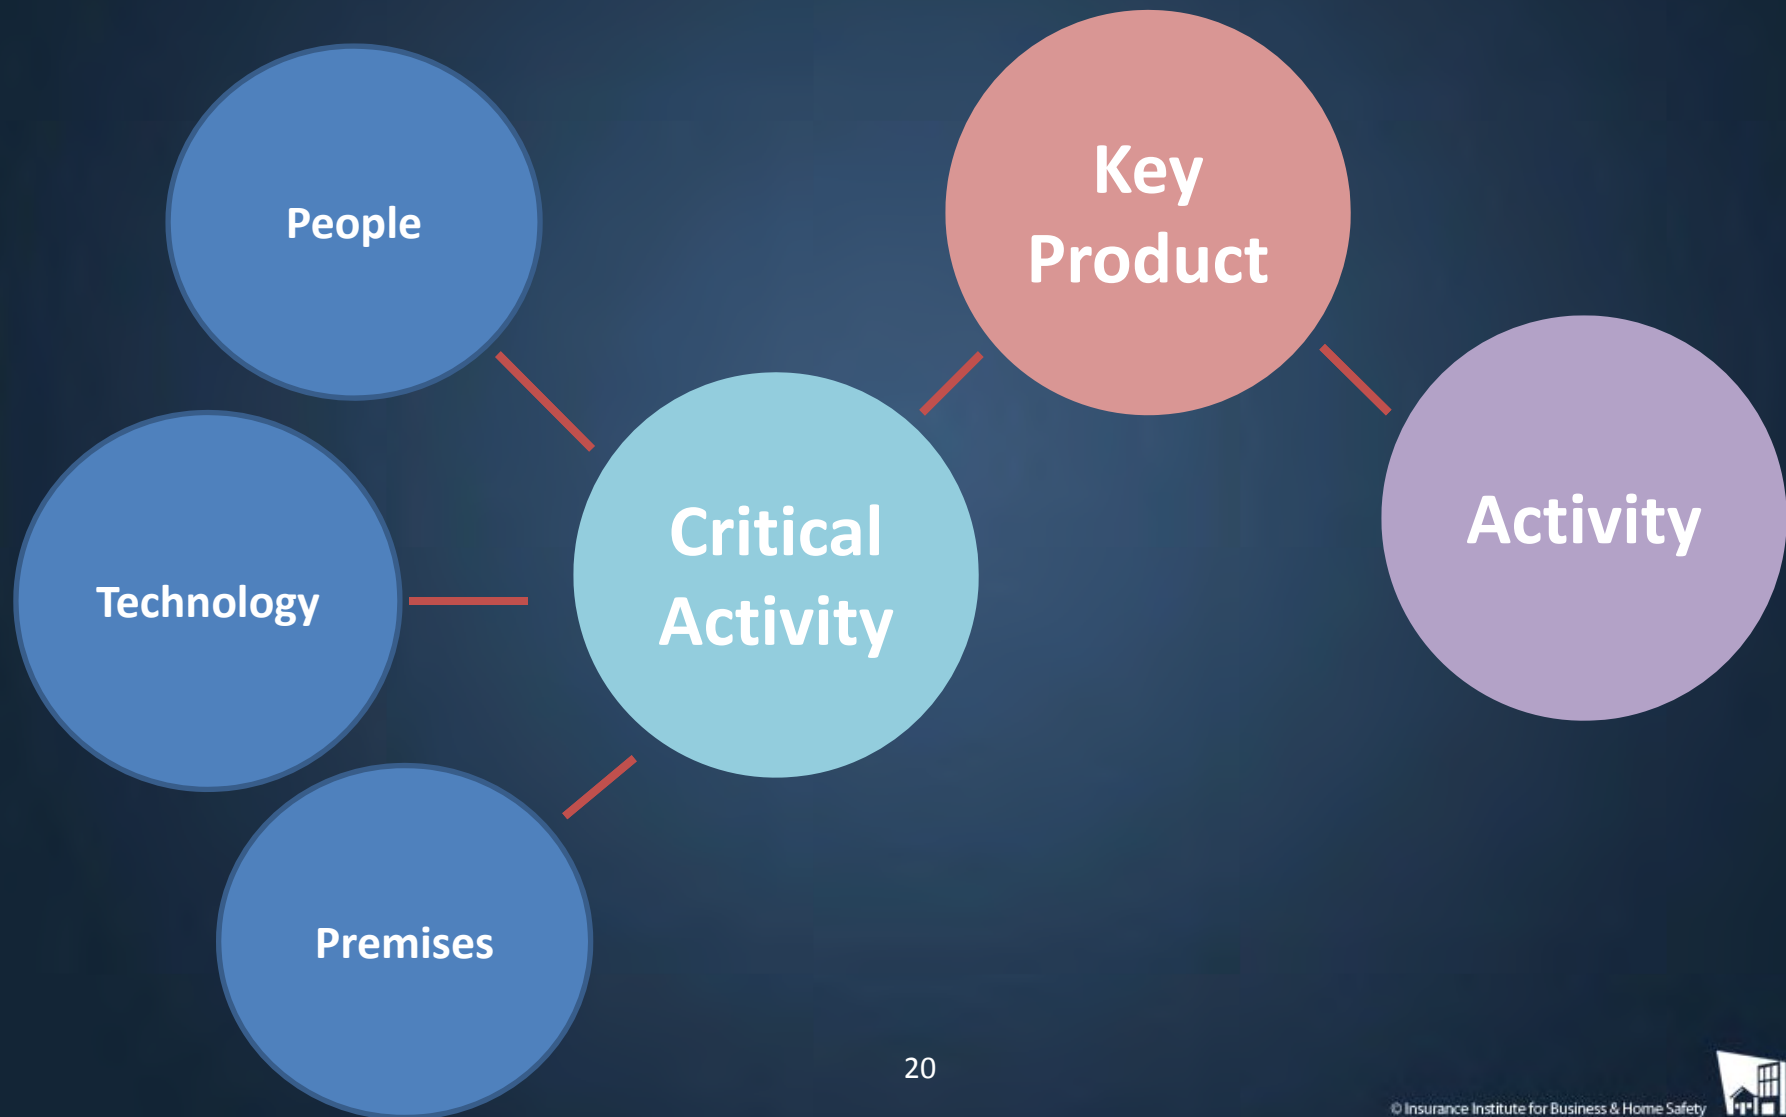 People
Key
Product
Critical
Activity
Activity
Technology
Premises
20
© Insurance Institute for Business & Home Safety